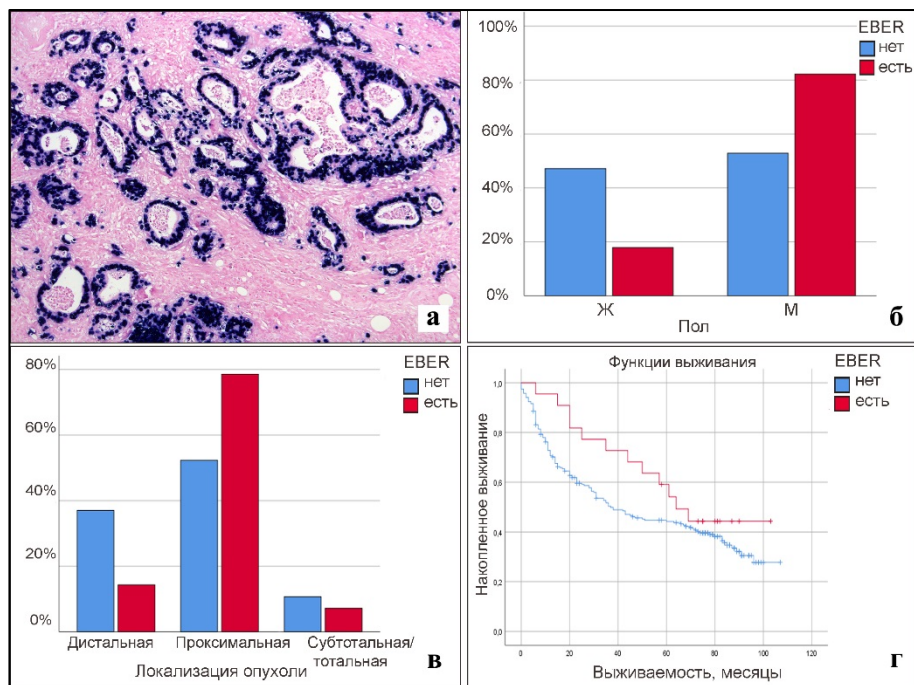 а
100%
80%
60%
40%
20%
0%
EBER
нет
есть
Ж
М
Пол
б
80%
60%
40%
20%
0%
EBER
нет
есть
Дистальная
Проксимальная
Субтотальная/
тотальная
Локализация опухоли
в
Функции выживания
EBER
нет
есть
Накопленное выживание
1,0
0,8
0,6
0,4
0,2
0,0
0
20
40
60
80
100
120
Выживаемость, месяцы
г